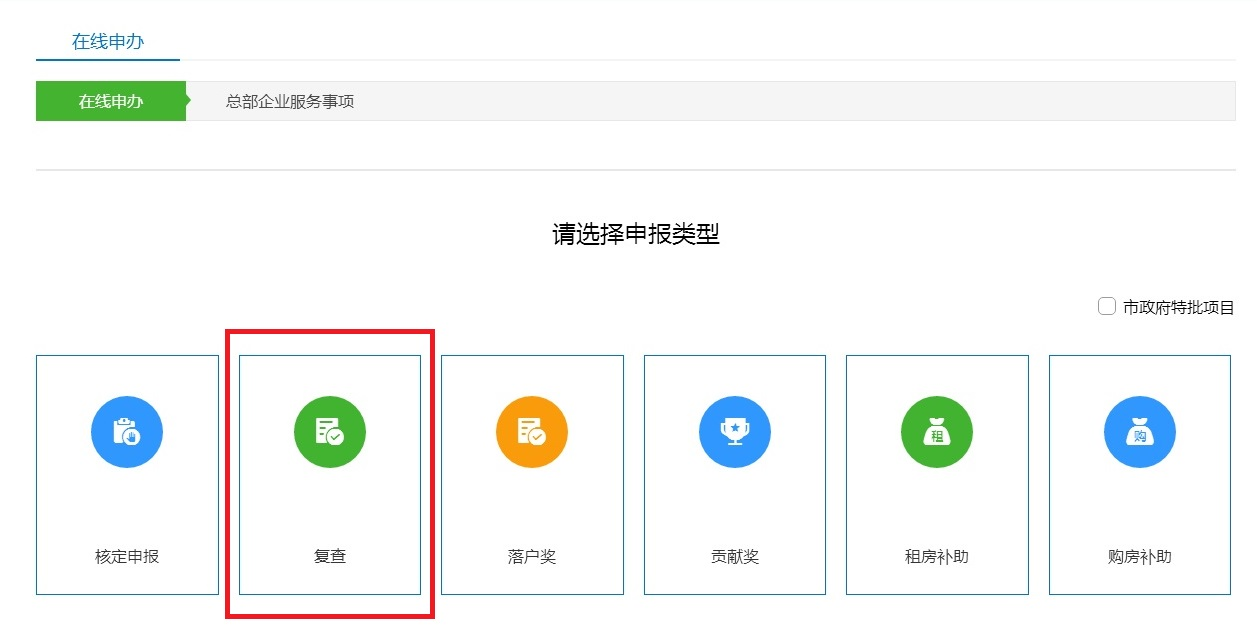 在线申办
在线申办 总部企业服务事项
请选择申报类型
市政府特批项目
租 购
核定申报 复查 落户奖 贡献奖 租房补助 购房补助